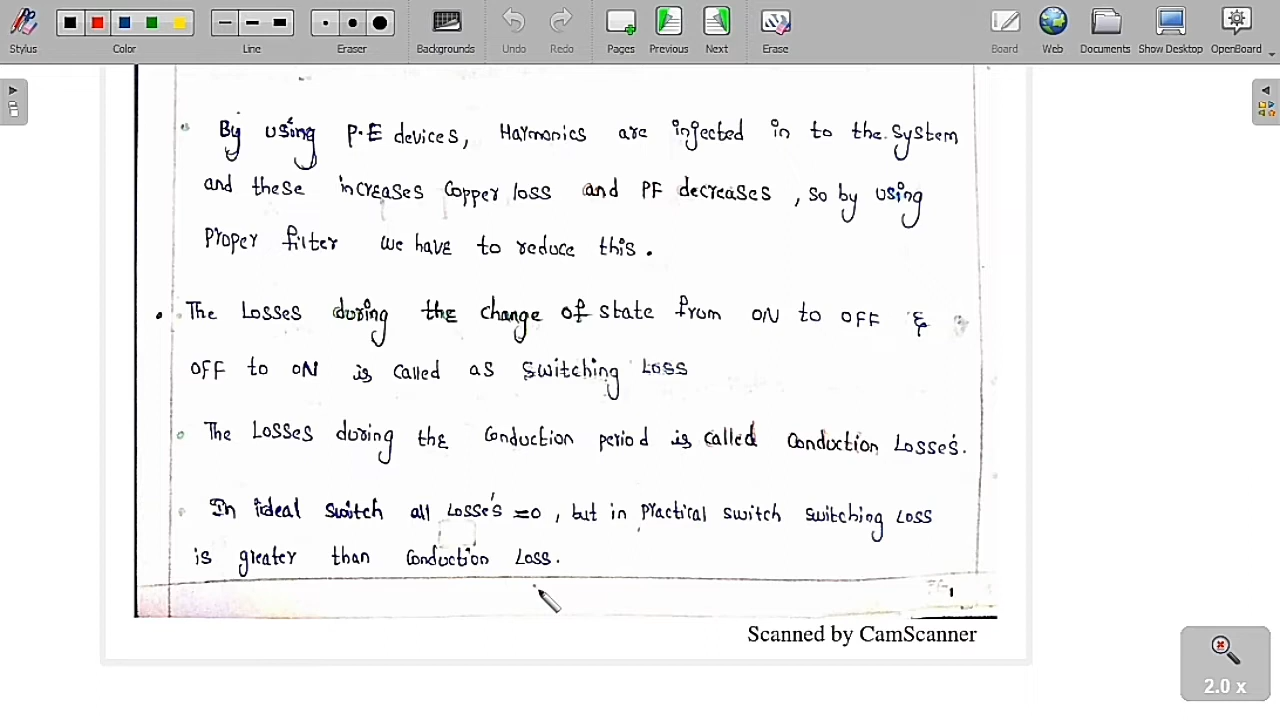 Stylus
Color
Line
Eraser
Backgrounds
Undo
Redo
Pages
Previous
Next
Erase
Board
Web
Documents
Show Desktop
OpenBoard
By using P.E devices, Harmonics are injected in to the system
and these increases Copper loss and PF decreases, so by using
Proper filter we have to reduce this.
The Losses during the change of state from ON to OFF &
OFF to ON is called as Switching Loss
The Losses during the Conduction period is called Conduction Losses.
In ideal switch all Losses =0, but in Practical switch switching Loss
is greater than Conduction Loss.
1
Scanned by CamScanner
2.0 x